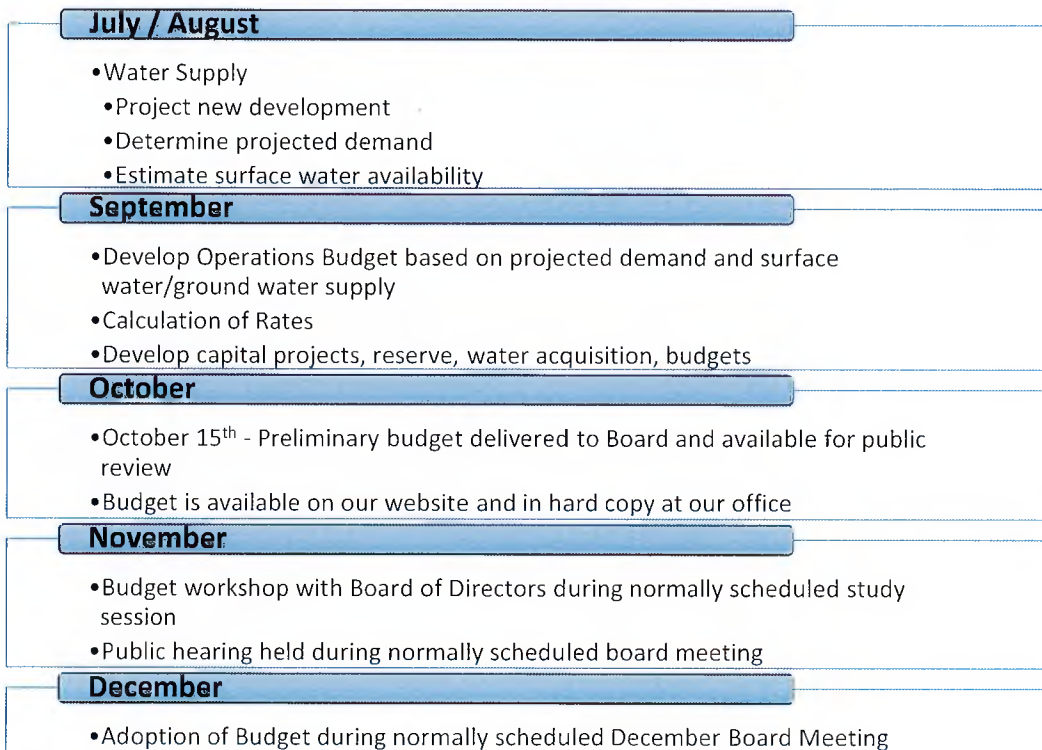 July / August
•Water Supply
•Project new development
•Determine projected demand
•Estimate surface water availability
September
•Develop Operations Budget based on projected demand and surface
water/ground water supply
•Calculation of Rates
•Develop capital projects, reserve, water acquisition, budgets
October
•October 15th - Preliminary budget delivered to Board and available for public
review
•Budget is available on our website and in hard copy at our office
November
•Budget workshop with Board of Directors during normally scheduled study
session
•Public hearing held during normally scheduled board meeting
December
•Adoption of Budget during normally scheduled December Board Meeting